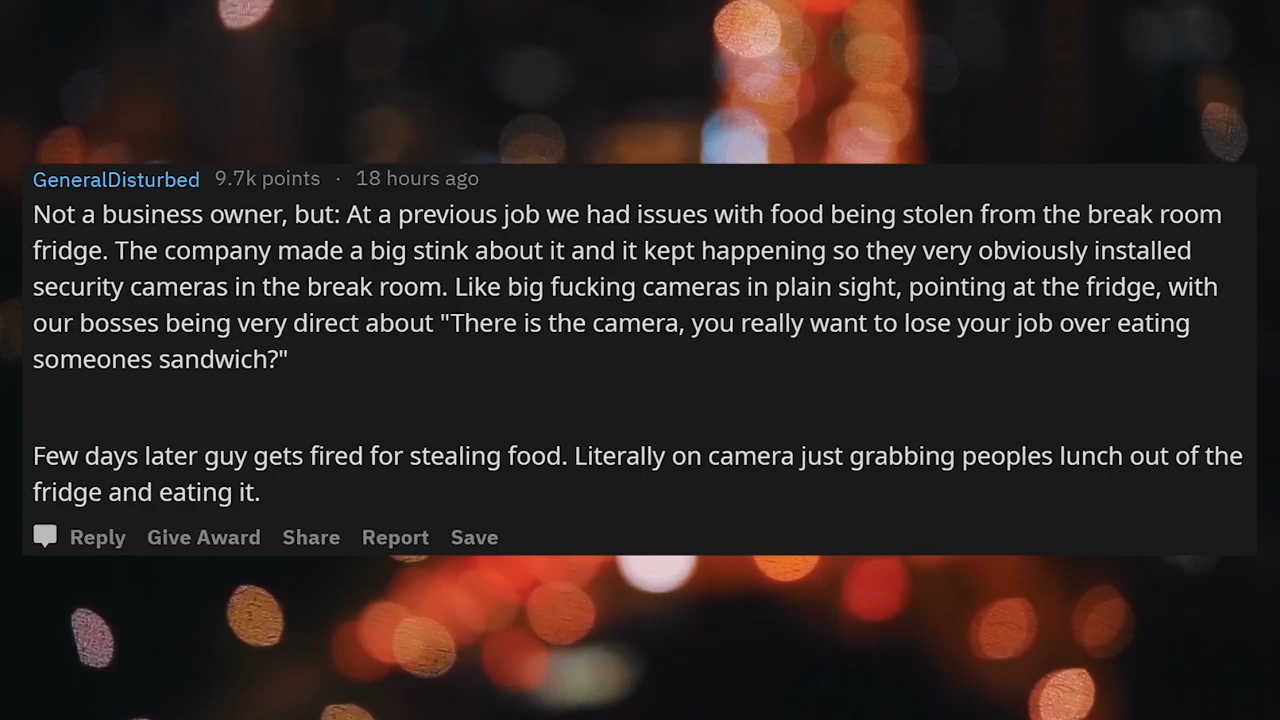 GeneralDisturbed 9.7k points · 18 hours ago
Not a business owner, but: At a previous job we had issues with food being stolen from the break room
fridge. The company made a big stink about it and it kept happening so they very obviously installed
security cameras in the break room. Like big fucking cameras in plain sight, pointing at the fridge, with
our bosses being very direct about "There is the camera, you really want to lose your job over eating
someones sandwich?"
Few days later guy gets fired for stealing food. Literally on camera just grabbing peoples lunch out of the
fridge and eating it.
Reply Give Award Share Report Save